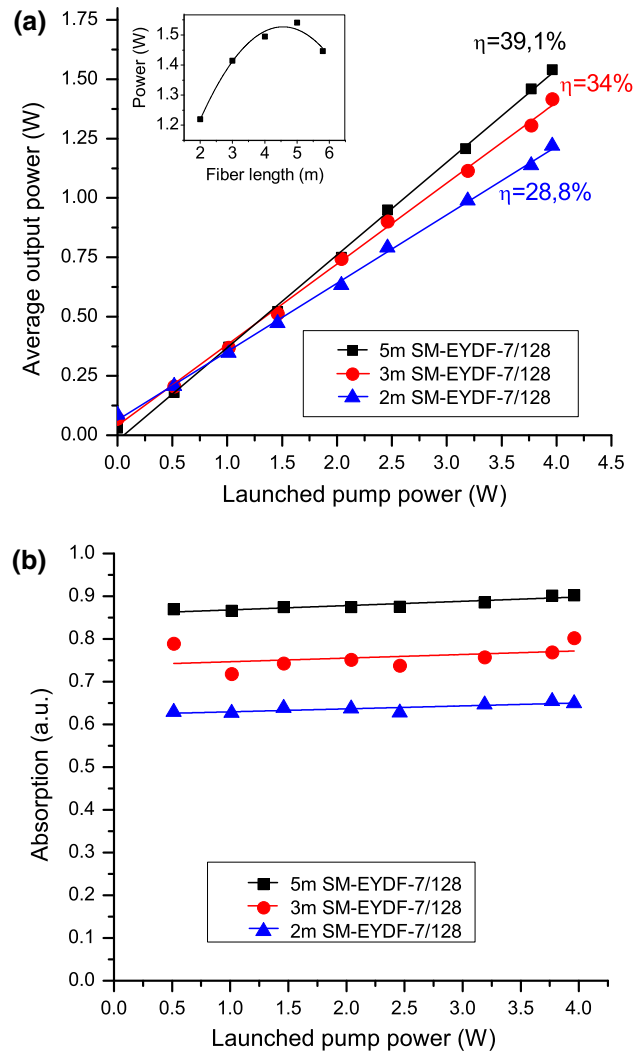 (a)
η=39,1%
η=34%
η=28,8%
Average output power (W)
1.75
1.50
1.25
1.00
0.75
0.50
0.25
0.00
Power (W)
1.5
1.4
1.3
1.2
2 3 4 5 6
Fiber length (m)
5m SM-EYDF-7/128
3m SM-EYDF-7/128
2m SM-EYDF-7/128
0.0 0.5 1.0 1.5 2.0 2.5 3.0 3.5 4.0 4.5
Launched pump power (W)
(b)
Absorption (a.u.)
1.0
0.9
0.8
0.7
0.6
0.5
0.4
0.3
0.2
0.1
0.0
5m SM-EYDF-7/128
3m SM-EYDF-7/128
2m SM-EYDF-7/128
0.0 0.5 1.0 1.5 2.0 2.5 3.0 3.5 4.0
Launched pump power (W)